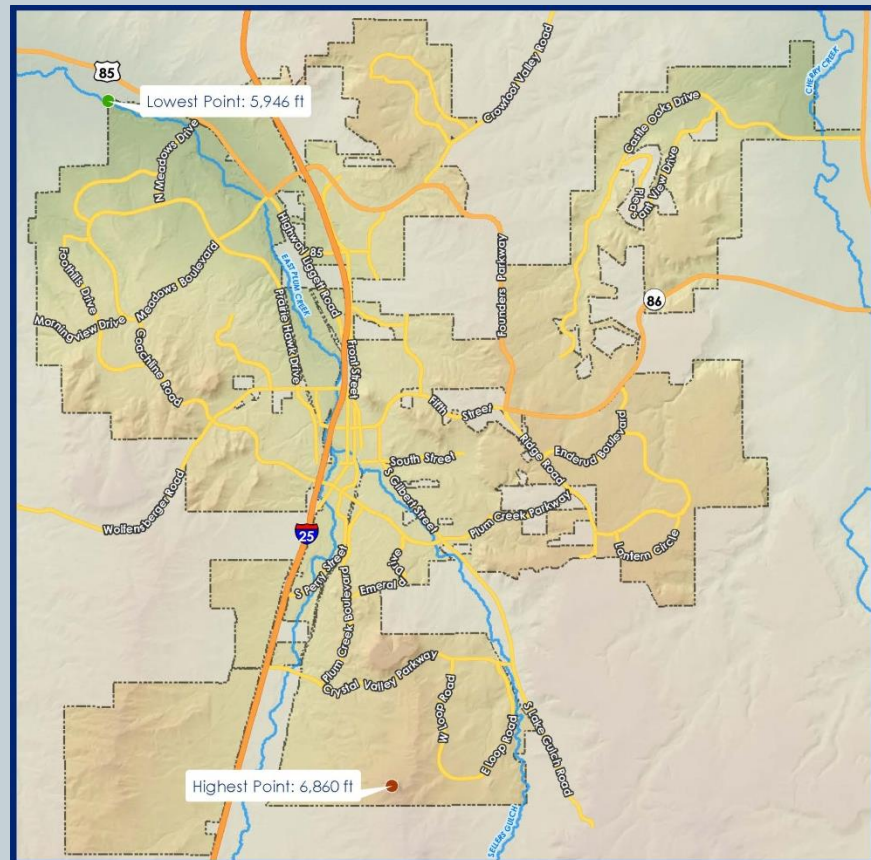 85
Lowest Point: 5,946 ft
CHERRY CREEK
Crowfoot Valley Road
Castle Oaks Drive
N Meadows Drive
View Drive
Highway
85
Liggett Road
Founders Parkway
EAST PLUM CREEK
Meadows Boulevard
Foothills Drive
86
Morningview Drive
Prairie Hawk Drive
Coachline Road
Front Street
Fifth Street
Ridge Road
Enderud Boulevard
South Street
S Gilbert Street
Wolfensberger Road
Plum Creek Parkway
25
Lantern Circle
S Perry Street
Emerald Drive
Plum Creek Boulevard
Crystal Valley Parkway
W Loop Road
E Loop Road
S Lake Gulch Road
Highest Point: 6,860 ft
SELLERS GULCH